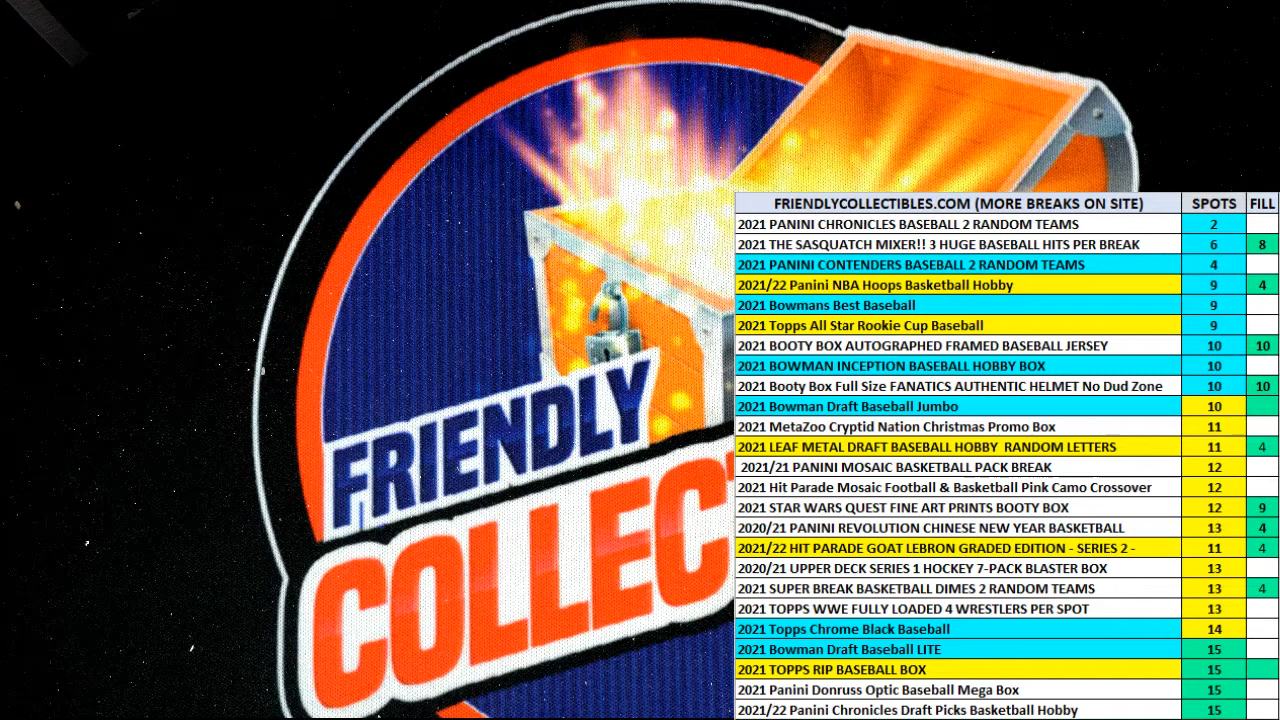 FRIENDLY
COLLEC
FRIENDLYCOLLECTIBLES.COM (MORE BREAKS ON SITE) SPOTS FILL
2021 PANINI CHRONICLES BASEBALL 2 RANDOM TEAMS 2
2021 THE SASQUATCH MIXER!! 3 HUGE BASEBALL HITS PER BREAK 6 8
2021 PANINI CONTENDERS BASEBALL 2 RANDOM TEAMS 4
2021/22 Panini NBA Hoops Basketball Hobby 9 4
2021 Bowmans Best Baseball 9
2021 Topps All Star Rookie Cup Baseball 9
2021 BOOTY BOX AUTOGRAPHED FRAMED BASEBALL JERSEY 10 10
2021 BOWMAN INCEPTION BASEBALL HOBBY BOX 10
2021 Booty Box Full Size FANATICS AUTHENTIC HELMET No Dud Zone 10 10
2021 Bowman Draft Baseball Jumbo 10
2021 MetaZoo Cryptid Nation Christmas Promo Box 11
2021 LEAF METAL DRAFT BASEBALL HOBBY RANDOM LETTERS 11 4
2021/21 PANINI MOSAIC BASKETBALL PACK BREAK 12
2021 Hit Parade Mosaic Football & Basketball Pink Camo Crossover 12
2021 STAR WARS QUEST FINE ART PRINTS BOOTY BOX 12 9
2020/21 PANINI REVOLUTION CHINESE NEW YEAR BASKETBALL 13 4
2021/22 HIT PARADE GOAT LEBRON GRADED EDITION - SERIES 2 - 11 4
2020/21 UPPER DECK SERIES 1 HOCKEY 7-PACK BLASTER BOX 13
2021 SUPER BREAK BASKETBALL DIMES 2 RANDOM TEAMS 13 4
2021 TOPPS WWE FULLY LOADED 4 WRESTLERS PER SPOT 13
2021 Topps Chrome Black Baseball 14
2021 Bowman Draft Baseball LITE 15
2021 TOPPS RIP BASEBALL BOX 15
2021 Panini Donruss Optic Baseball Mega Box 15
2021/22 Panini Chronicles Draft Picks Basketball Hobby 15